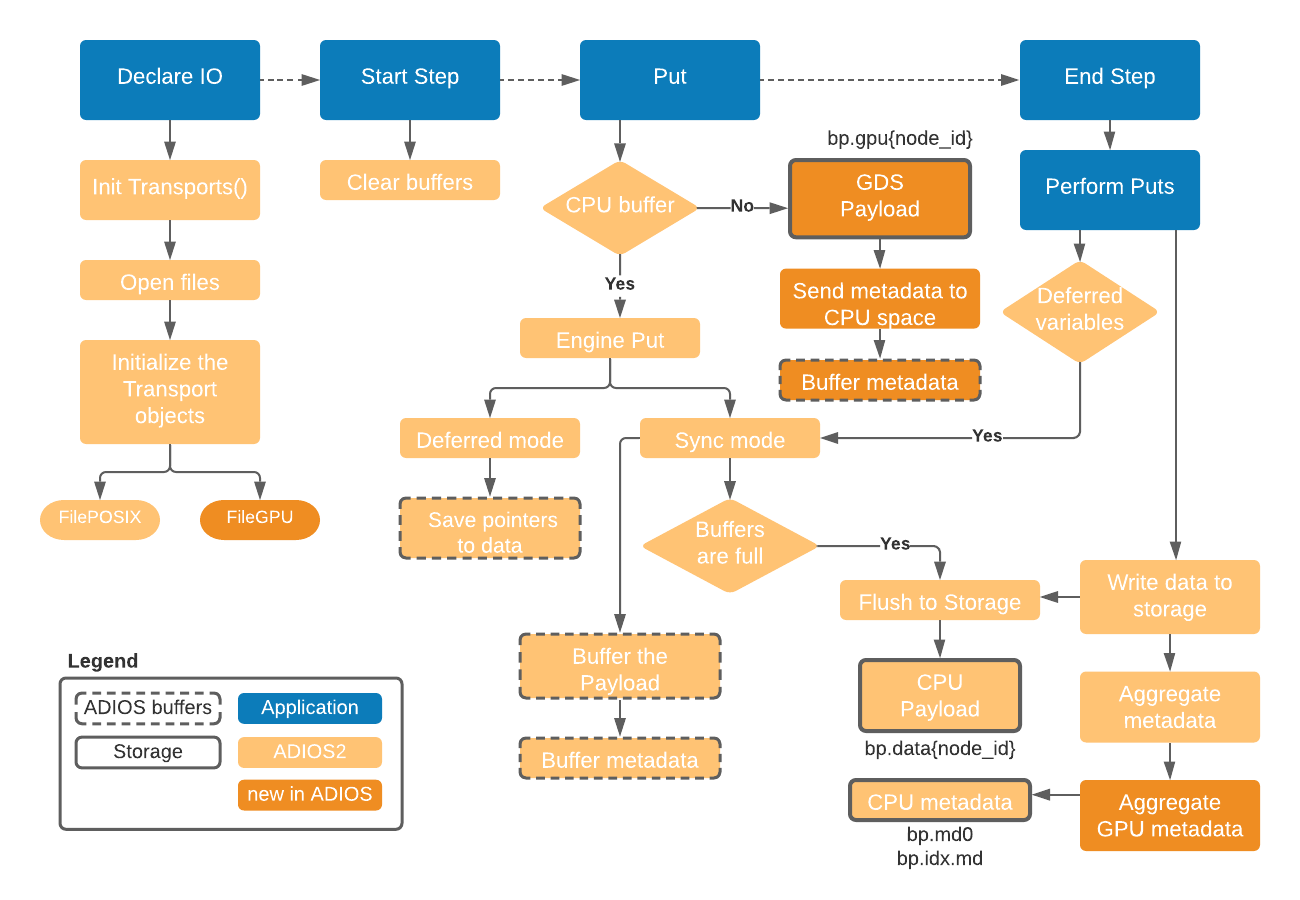 Declare IO
Start Step
Put
End Step
bp.gpu{node_id}
Init Transports()
Clear buffers
CPU buffer
No
GDS
Payload
Perform Puts
Open files
Yes
Send metadata to
CPU space
Deferred
variables
Engine Put
Initialize the
Transport
objects
Buffer metadata
Deferred mode
Sync mode
Yes
FilePOSIX
FileGPU
Save pointers
to data
Buffers
are full
Yes
Flush to Storage
Write data to
storage
Buffer the
Payload
CPU
Payload
Aggregate
metadata
bp.data{node_id}
Buffer metadata
CPU metadata
Aggregate
GPU metadata
bp.md0
bp.idx.md
Legend
ADIOS buffers
Application
Storage
ADIOS2
new in ADIOS